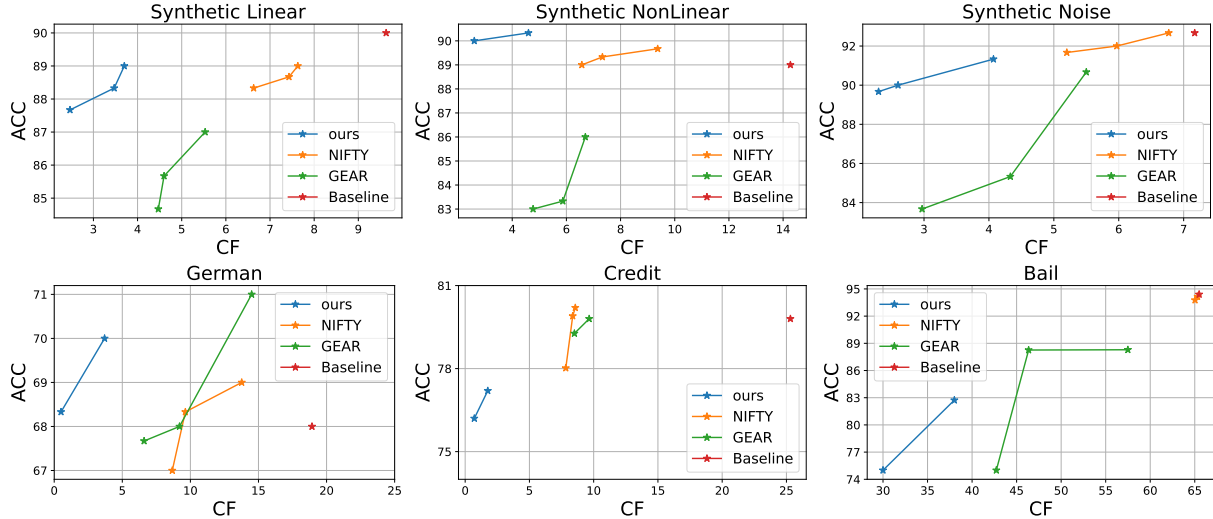 Synthetic Linear
ACC
90
89
88
87
86
85
3 4 5 6 7 8 9
CF
ours
NIFTY
GEAR
Baseline
Synthetic NonLinear
ACC
90
89
88
87
86
85
84
83
4 6 8 10 12 14
CF
ours
NIFTY
GEAR
Baseline
Synthetic Noise
ACC
92
90
88
86
84
3 4 5 6 7
CF
ours
NIFTY
GEAR
Baseline
German
ACC
71
70
69
68
67
0 5 10 15 20 25
CF
ours
NIFTY
GEAR
Baseline
Credit
ACC
81
78
75
0 5 10 15 20 25
CF
ours
NIFTY
GEAR
Baseline
Bail
ACC
95
92
89
86
83
80
77
74
30 35 40 45 50 55 60 65
CF
ours
NIFTY
GEAR
Baseline